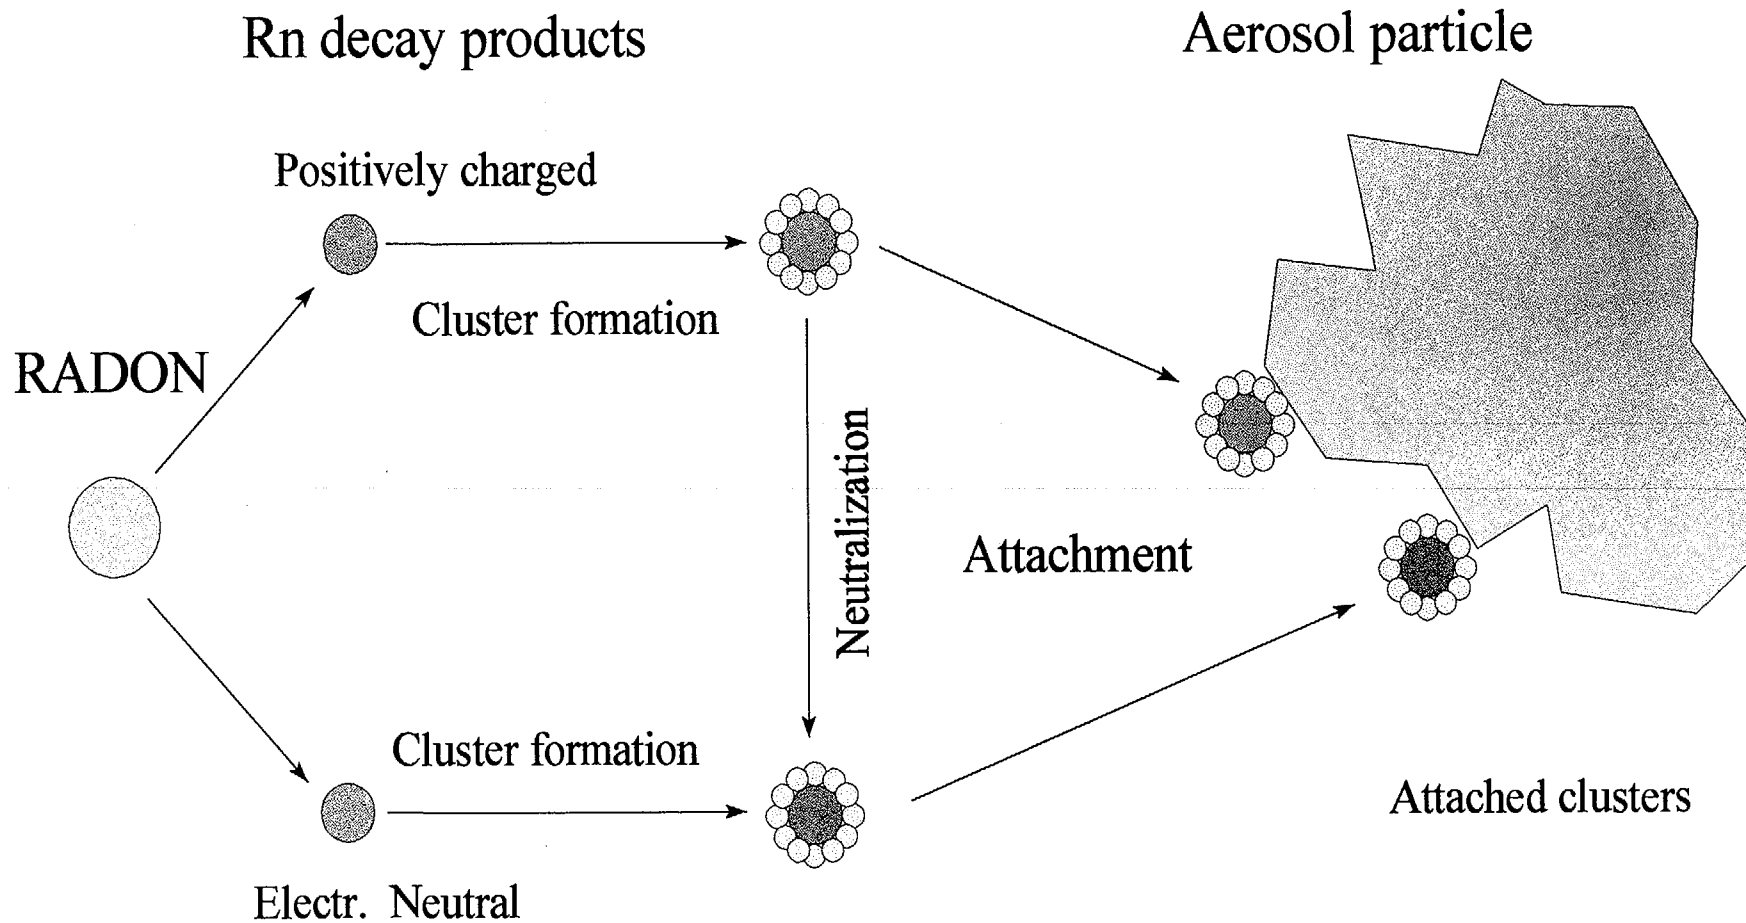 Rn decay products
Aerosol particle
Positively charged
Cluster formation
RADON
Neutralization
Attachment
Cluster formation
Attached clusters
Electr. Neutral